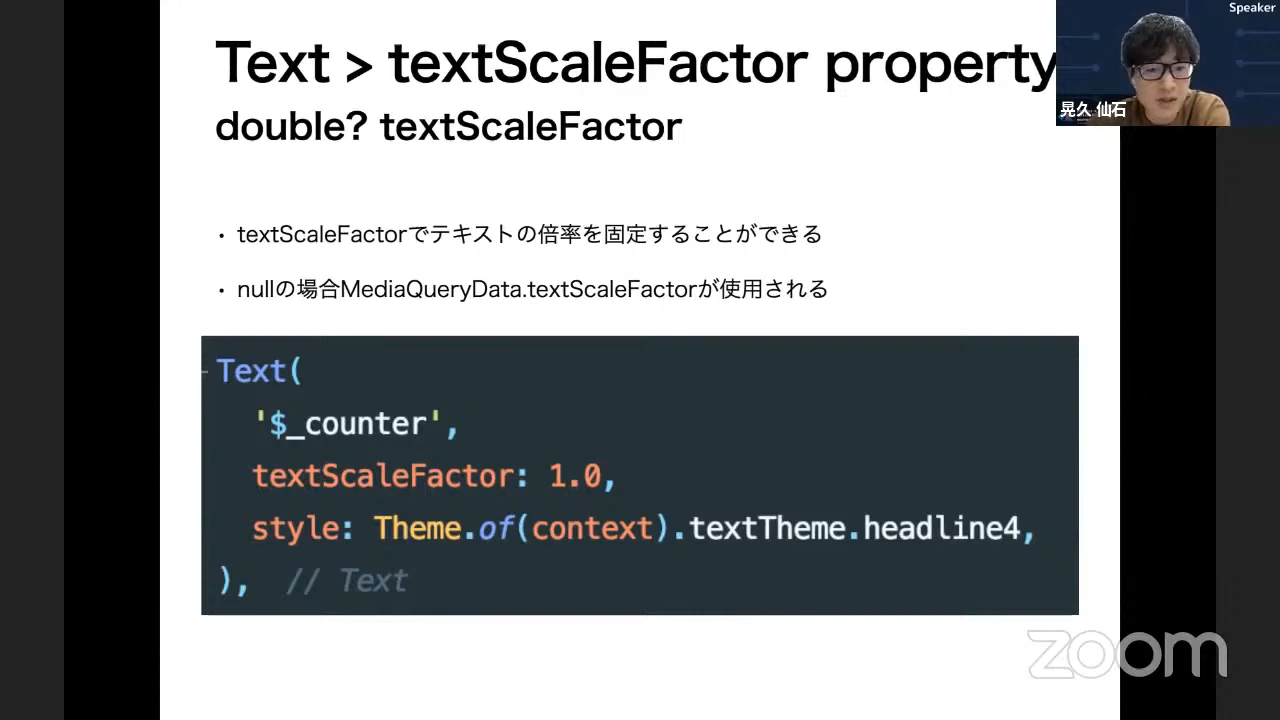 Speaker
Text > textScaleFactor property
晃久 仙石
double? textScaleFactor
・ textScaleFactorでテキストの倍率を固定することができる
・ nullの場合MediaQueryData.textScaleFactorが使用される
Text(
'$_counter',
textScaleFactor: 1.0,
style: Theme.of(context).textTheme.headline4,
), // Text
zoom